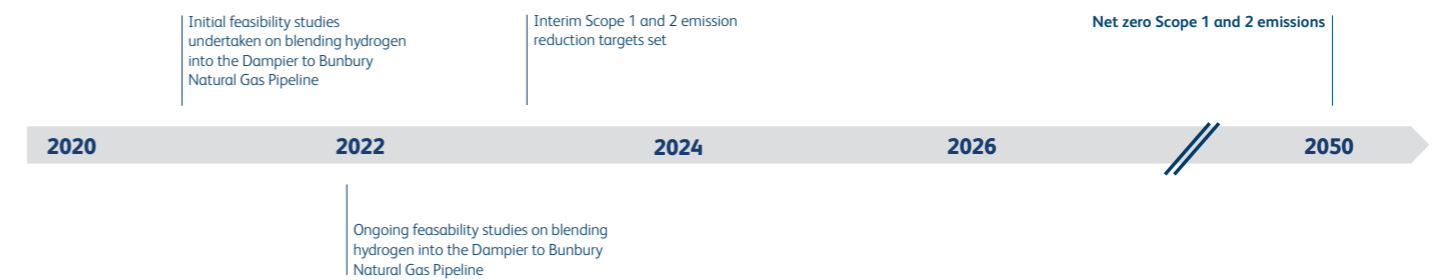 Initial feasibility studies
undertaken on blending hydrogen
into the Dampier to Bunbury
Natural Gas Pipeline
Interim Scope 1 and 2 emission
reduction targets set
Net zero Scope 1 and 2 emissions
2020 2022 2024 2026 2050
Ongoing feasability studies on blending
hydrogen into the Dampier to Bunbury
Natural Gas Pipeline